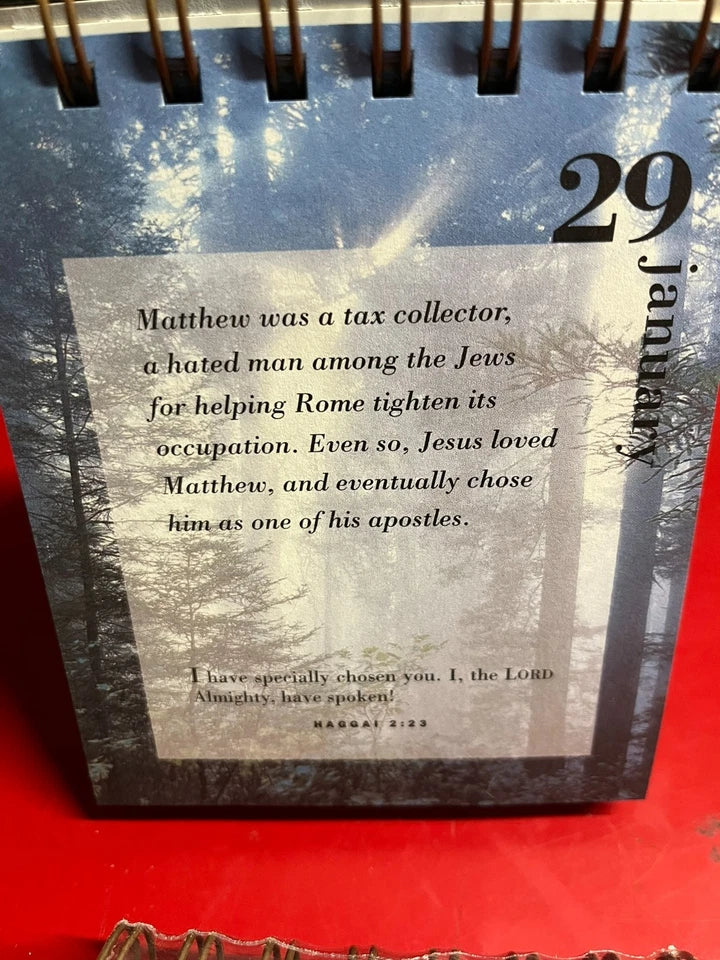 29
january
Matthew was a tax collector,
a hated man among the Jews
for helping Rome tighten its
occupation. Even so, Jesus loved
Matthew, and eventually chose
him as one of his apostles.
I have specially chosen you. I, the LORD
Almighty, have spoken!
HAGGAI 2:23